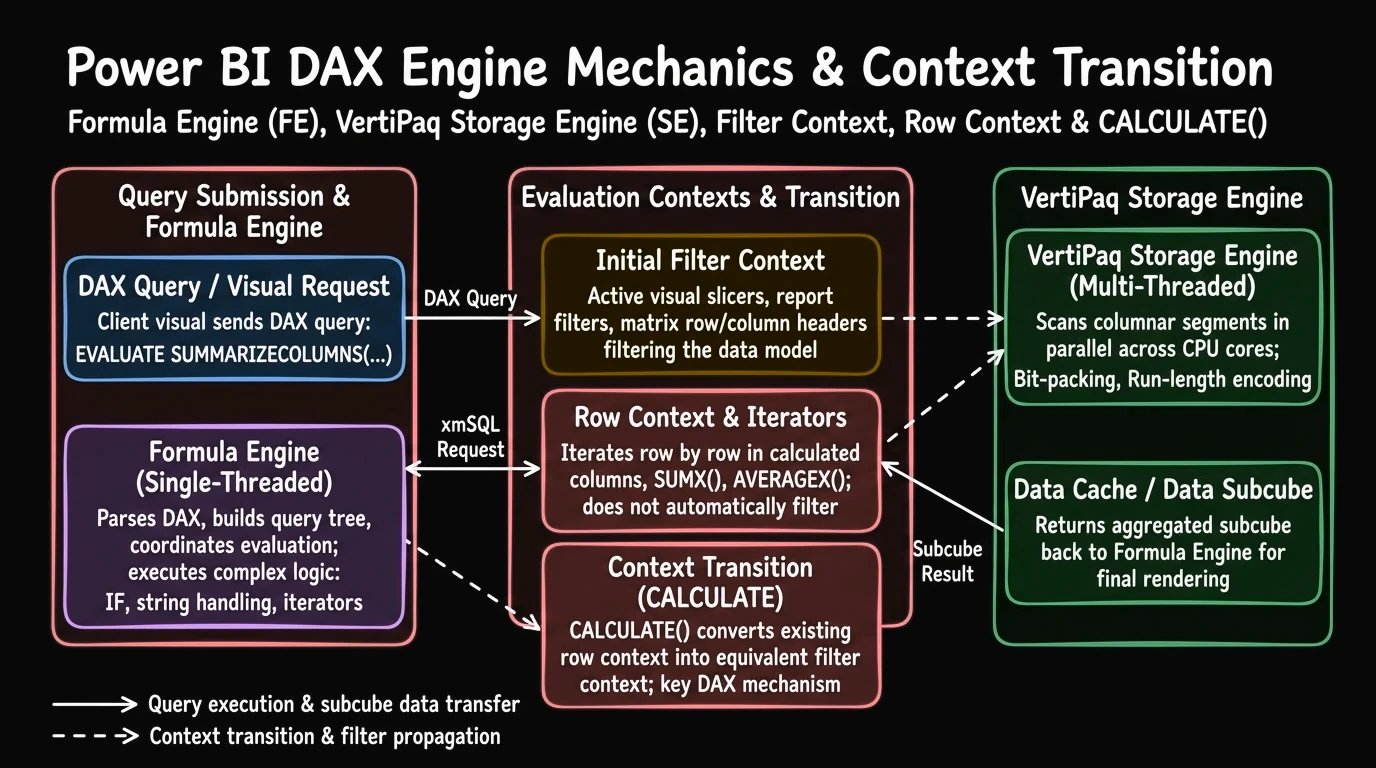 Power BI DAX Engine Mechanics & Context Transition
Formula Engine (FE), VertiPaq Storage Engine (SE), Filter Context, Row Context & CALCULATE()
Query Submission &
Formula Engine
DAX Query / Visual Request
Client visual sends DAX query:
EVALUATE SUMMARIZECOLUMNS(...)
Formula Engine
(Single-Threaded)
Parses DAX, builds query tree,
coordinates evaluation;
executes complex logic:
IF, string handling, iterators
DAX Query
xmSQL
Request
Evaluation Contexts & Transition
Initial Filter Context
Active visual slicers, report
filters, matrix row/column headers
filtering the data model
Row Context & Iterators
Iterates row by row in calculated
columns, SUMX(), AVERAGEX();
does not automatically filter
Context Transition
(CALCULATE)
CALCULATE() converts existing
row context into equivalent filter
context; key DAX mechanism
Subcube
Result
VertiPaq Storage Engine
VertiPaq Storage Engine
(Multi-Threaded)
Scans columnar segments in
parallel across CPU cores;
Bit-packing, Run-length encoding
Data Cache / Data Subcube
Returns aggregated subcube
back to Formula Engine for
final rendering
Query execution & subcube data transfer
Context transition & filter propagation